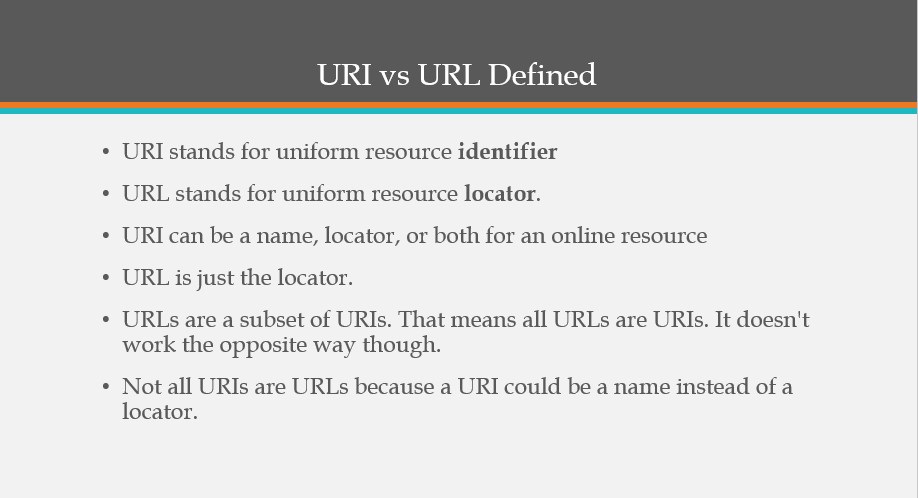 URI vs URL Defined
• URI stands for uniform resource identifier
• URL stands for uniform resource locator.
• URI can be a name, locator, or both for an online resource
• URL is just the locator.
• URLs are a subset of URIs. That means all URLs are URIs. It doesn't
work the opposite way though.
• Not all URIs are URLs because a URI could be a name instead of a
locator.